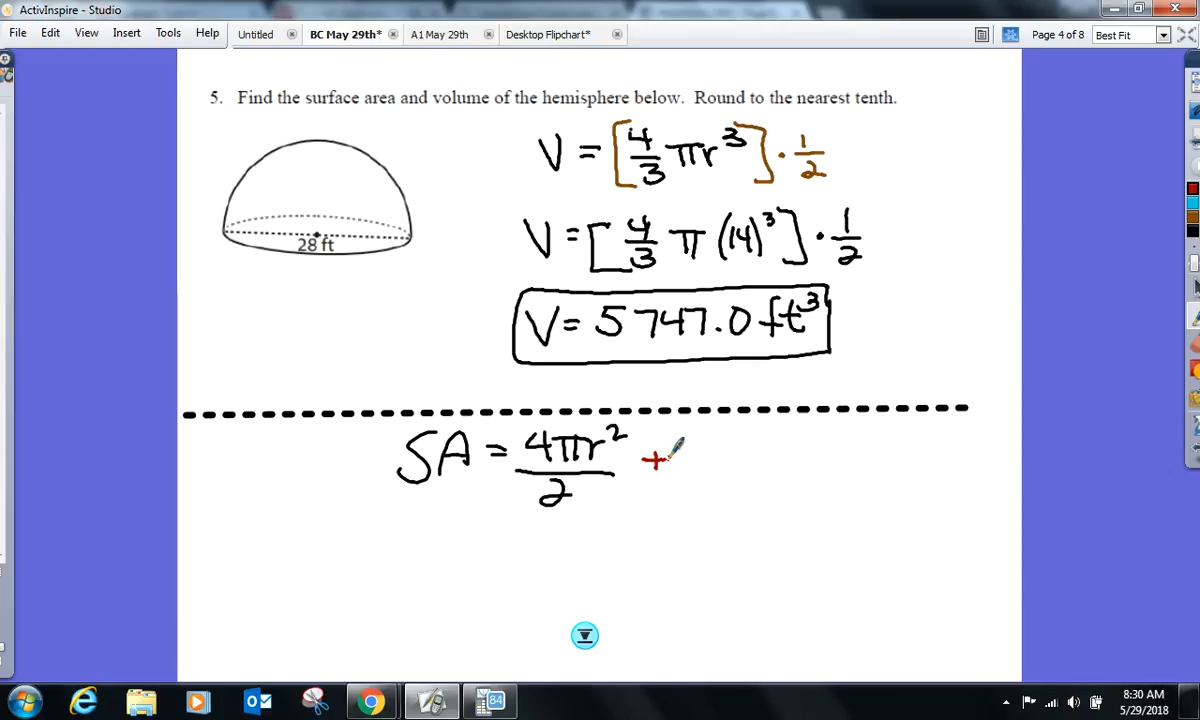 ActivInspire - Studio
File Edit View Insert Tools Help
Untitled BC May 29th* A1 May 29th Desktop Flipchart*
Page 4 of 8 Best Fit
5. Find the surface area and volume of the hemisphere below. Round to the nearest tenth.
28 ft
V = [4/3 πr³] · 1/2
V = [4/3 π (14)³] · 1/2
V = 5747.0 ft³
SA = 4πr²/2 +
84
8:30 AM
5/29/2018